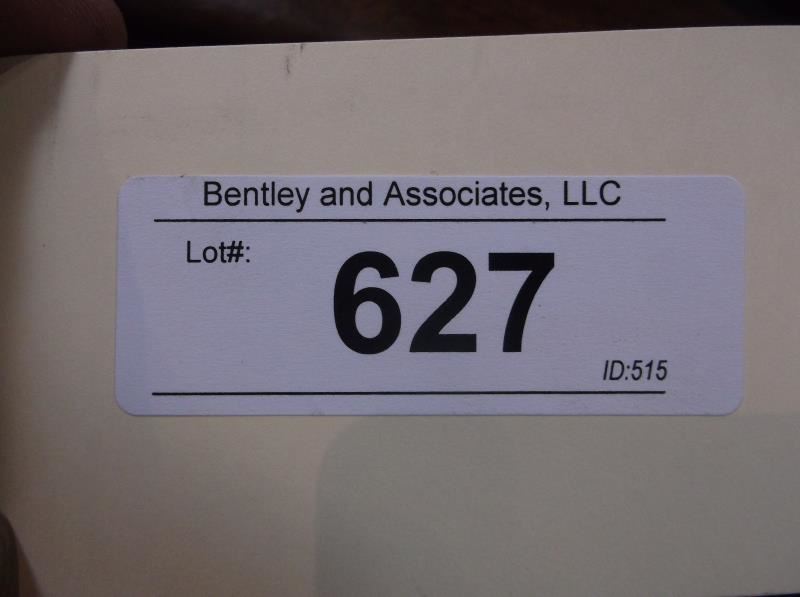 Bentley and Associates, LLC
Lot#:
627
ID:515